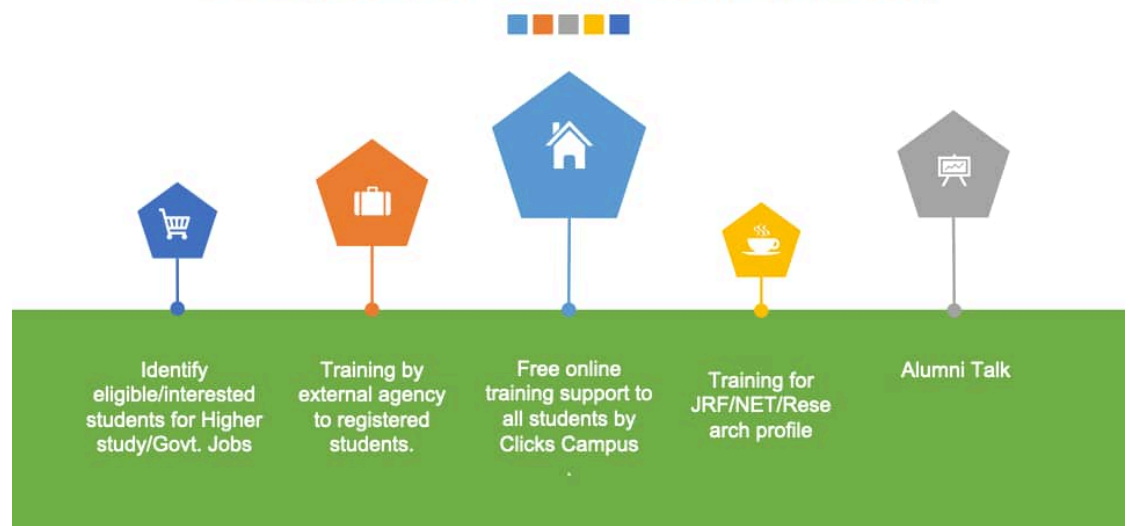 Identify
eligible/interested
students for Higher
study/Govt. Jobs
Training by
external agency
to registered
students.
Free online
training support to
all students by
Clicks Campus
.
Training for
JRF/NET/Rese
arch profile
Alumni Talk